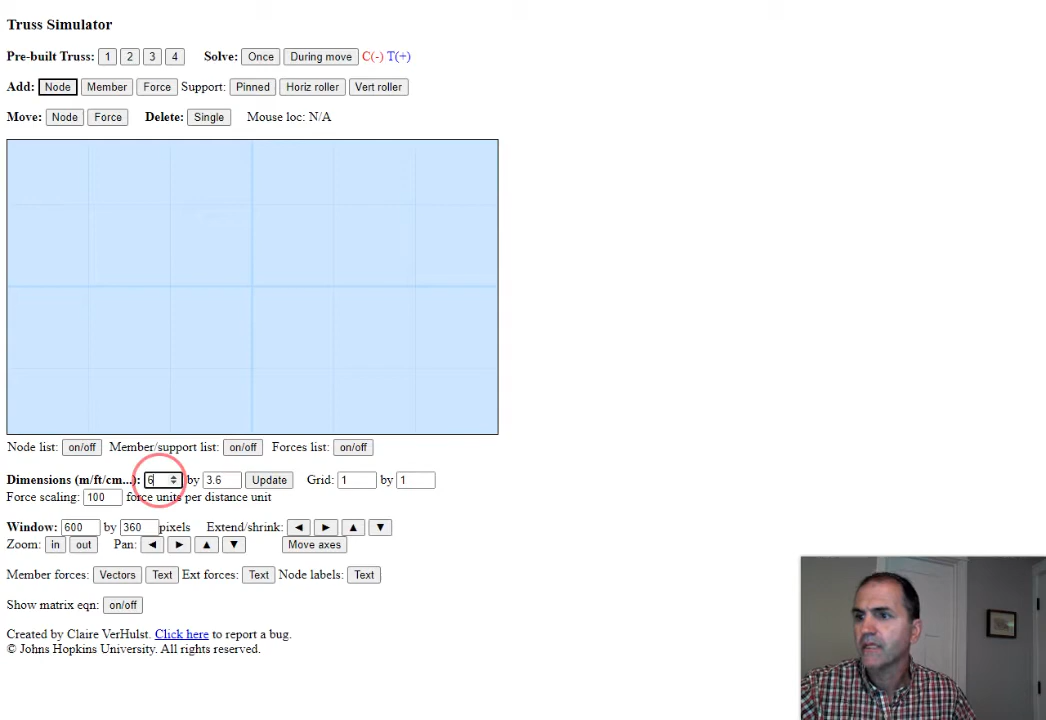 Truss Simulator
Pre-built Truss: 1 2 3 4 Solve: Once During move C(-) T(+)
Add: Node Member Force Support: Pinned Horiz roller Vert roller
Move: Node Force Delete: Single Mouse loc: N/A
Node list: on/off Member/support list: on/off Forces list: on/off
Dimensions (m/ft/cm...): 6 by 3.6 Update Grid: 1 by 1
Force scaling: 100 force units per distance unit
Window: 600 by 360 pixels Extend/shrink: ◄ ► ▲ ▼
Zoom: in out Pan: ◄ ► ▲ ▼ Move axes
Member forces: Vectors Text Ext forces: Text Node labels: Text
Show matrix eqn: on/off
Created by Claire VerHulst. Click here to report a bug.
© Johns Hopkins University. All rights reserved.